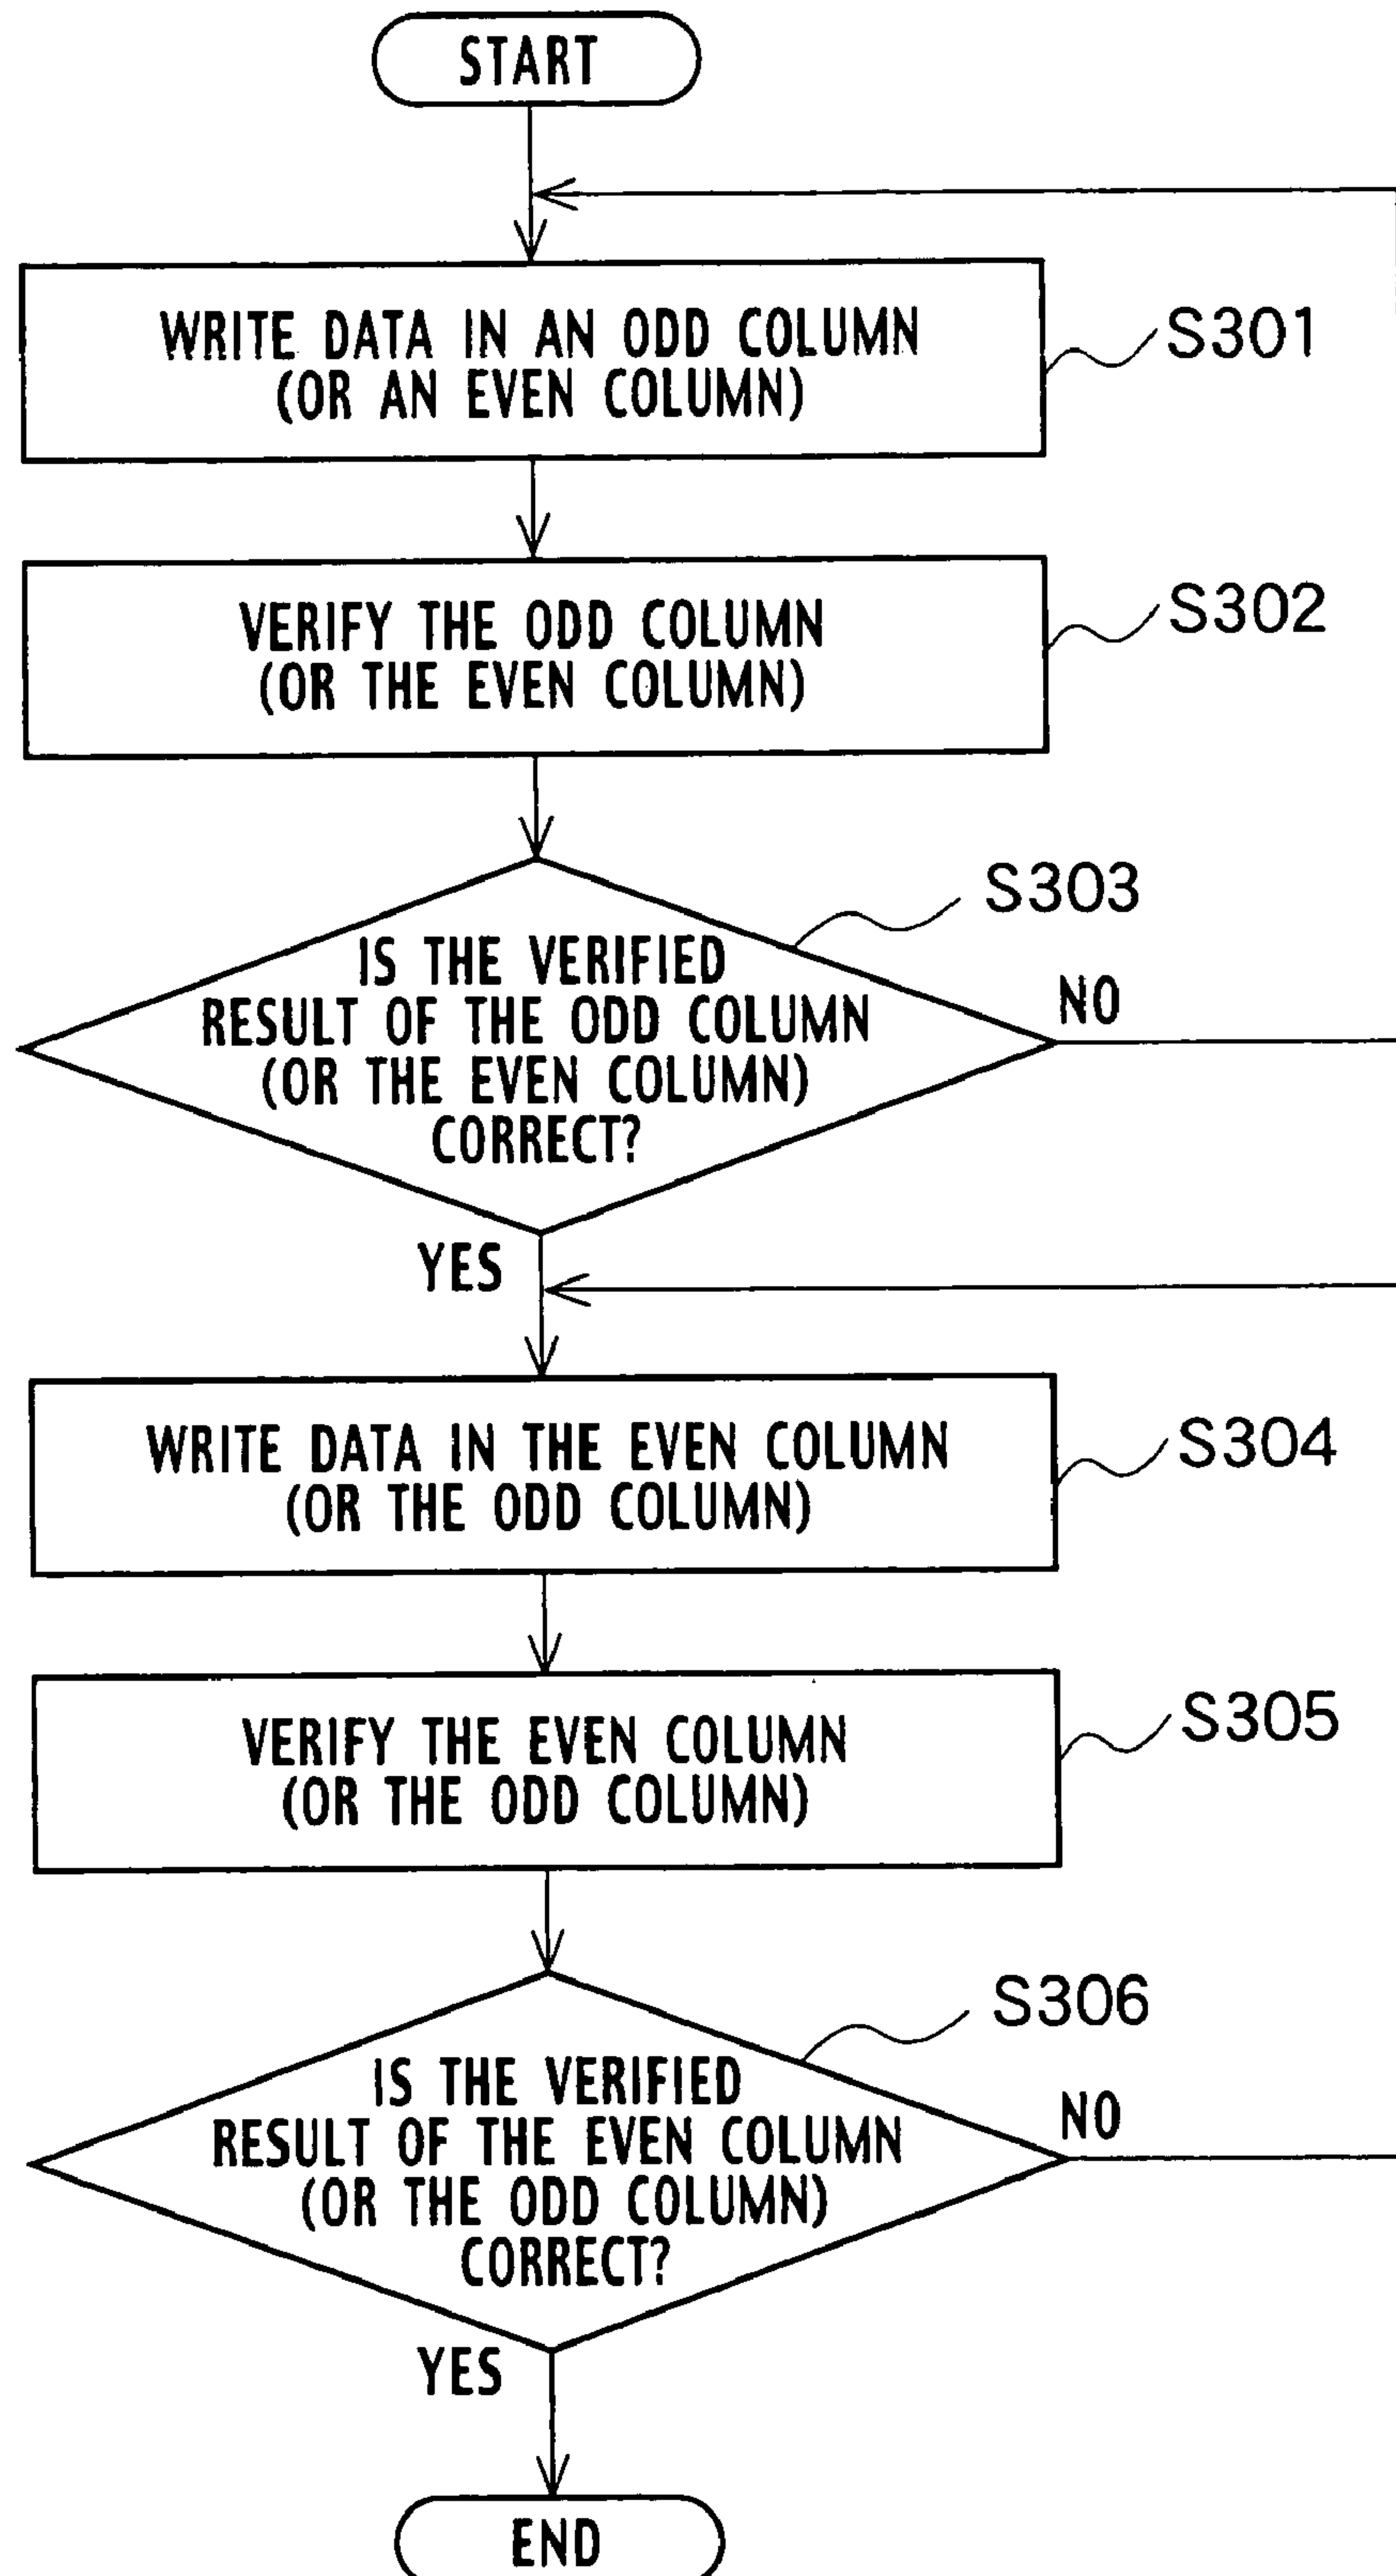 START
WRITE DATA IN AN ODD COLUMN
(OR AN EVEN COLUMN)
S301
VERIFY THE ODD COLUMN
(OR THE EVEN COLUMN)
S302
S303
IS THE VERIFIED
RESULT OF THE ODD COLUMN
(OR THE EVEN COLUMN)
CORRECT?
NO
YES
WRITE DATA IN THE EVEN COLUMN
(OR THE ODD COLUMN)
S304
VERIFY THE EVEN COLUMN
(OR THE ODD COLUMN)
S305
S306
IS THE VERIFIED
RESULT OF THE EVEN COLUMN
(OR THE ODD COLUMN)
CORRECT?
NO
YES
END